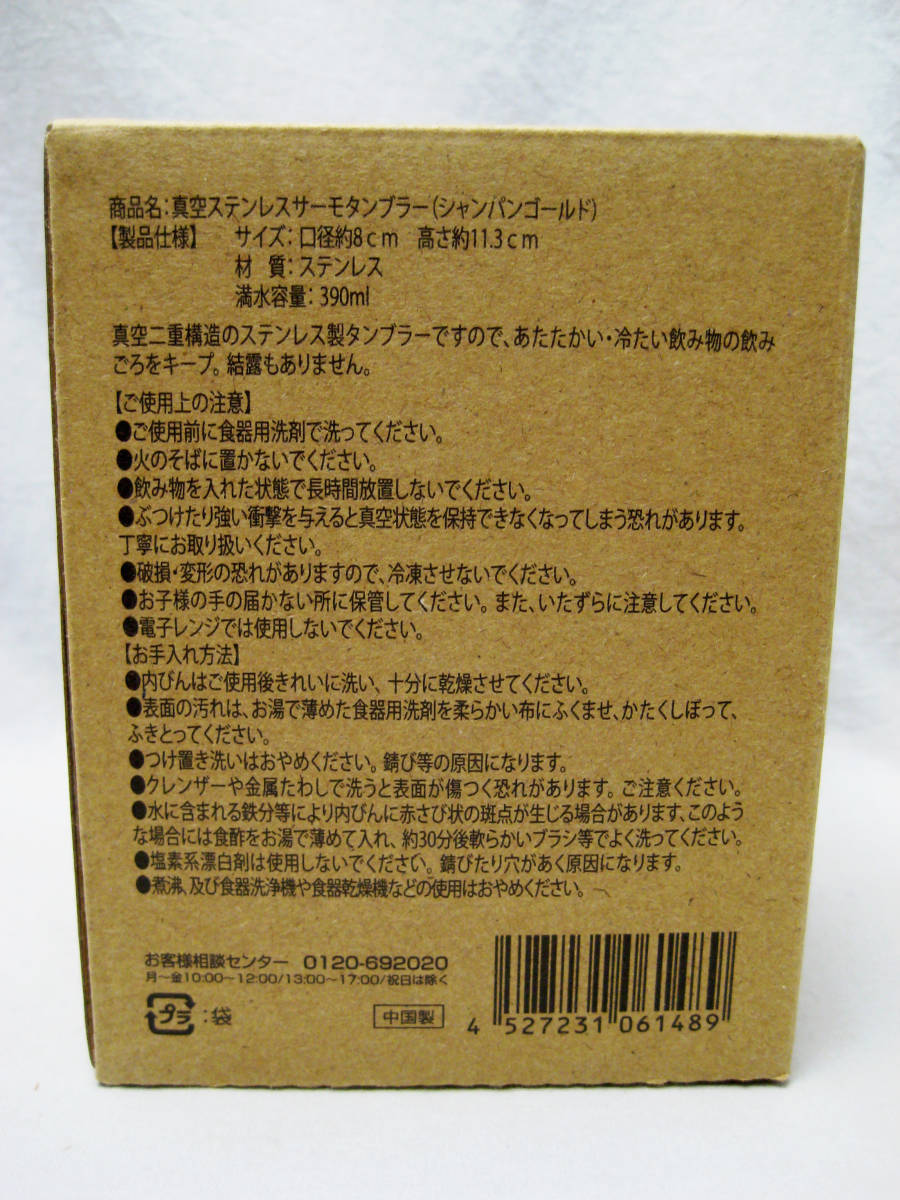 商品名:真空ステンレスサーモタンブラー(シャンパンゴールド)
【製品仕様】 サイズ:口径約8cm 高さ約11.3cm
材 質:ステンレス
満水容量:390ml
真空二重構造のステンレス製タンブラーですので、あたたかい・冷たい飲み物の飲み
ごろをキープ。結露もありません。
【ご使用上の注意】
●ご使用前に食器用洗剤で洗ってください。
●火のそばに置かないでください。
●飲み物を入れた状態で長時間放置しないでください。
●ぶつけたり強い衝撃を与えると真空状態を保持できなくなってしまう恐れがあります。
丁寧にお取り扱いください。
●破損・変形の恐れがありますので、冷凍させないでください。
●お子様の手の届かない所に保管してください。また、いたずらに注意してください。
●電子レンジでは使用しないでください。
【お手入れ方法】
●内びんはご使用後きれいに洗い、十分に乾燥させてください。
●表面の汚れは、お湯で薄めた食器用洗剤を柔らかい布にふくませ、かたくしぼって、
ふきとってください。
●つけ置き洗いはおやめください。錆び等の原因になります。
●クレンザーや金属たわしで洗うと表面が傷つく恐れがあります。ご注意ください。
●水に含まれる鉄分等により内びんに赤さび状の斑点が生じる場合があります、このよう
な場合には食酢をお湯で薄めて入れ、約30分後軟らかいブラシ等でよく洗ってください。
●塩素系漂白剤は使用しないでください。錆びたり穴があく原因になります。
●煮沸、及び食器洗浄機や食器乾燥機などの使用はおやめください。
お客様相談センター 0120-692020
月〜金10:00〜12:00/13:00〜17:00/祝日は除く
プラ :袋 中国製
4 527231 061489